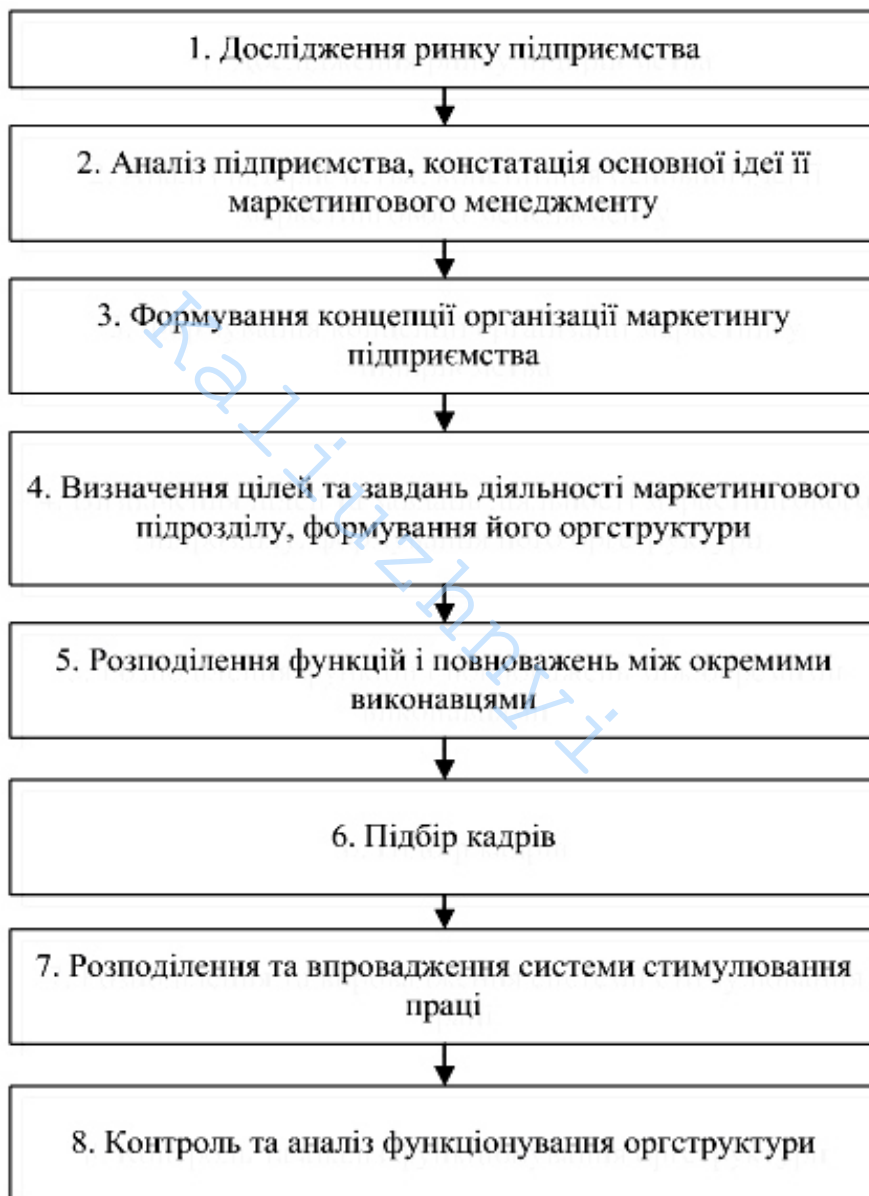 1. Дослідження ринку підприємства
2. Аналіз підприємства, констатація основної ідеї її
маркетингового менеджменту
3. Формування концепції організації маркетингу
підприємства
4. Визначення цілей та завдань діяльності маркетингового
підрозділу, формування його оргструктури
5. Розподілення функцій і повноважень між окремими
виконавцями
6. Підбір кадрів
7. Розподілення та впровадження системи стимулювання
праці
8. Контроль та аналіз функціонування оргструктури
Kaliuzhnyi